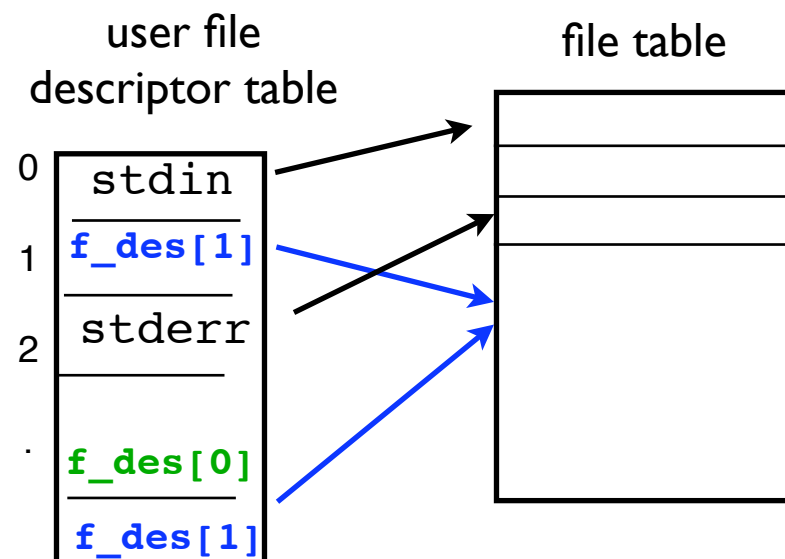 user file
descriptor table
file table
0
stdin
1
f_des[1]
2
stderr
.
f_des[0]
f_des[1]